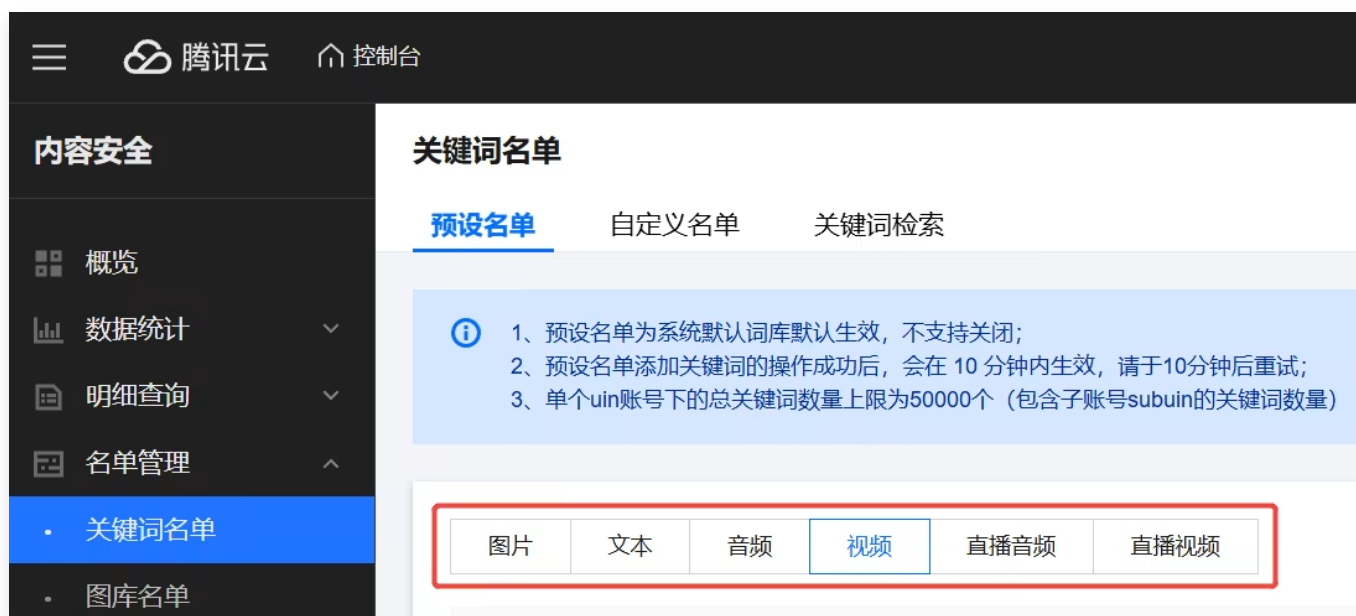 腾讯云 控制台
内容安全
概览
数据统计
明细查询
名单管理
关键词名单
图库名单
关键词名单
预设名单 自定义名单 关键词检索
1、预设名单为系统默认词库默认生效，不支持关闭；
2、预设名单添加关键词的操作成功后，会在 10 分钟内生效，请于10分钟后重试；
3、单个uin账号下的总关键词数量上限为50000个（包含子账号subuin的关键词数量）
图片 文本 音频 视频 直播音频 直播视频